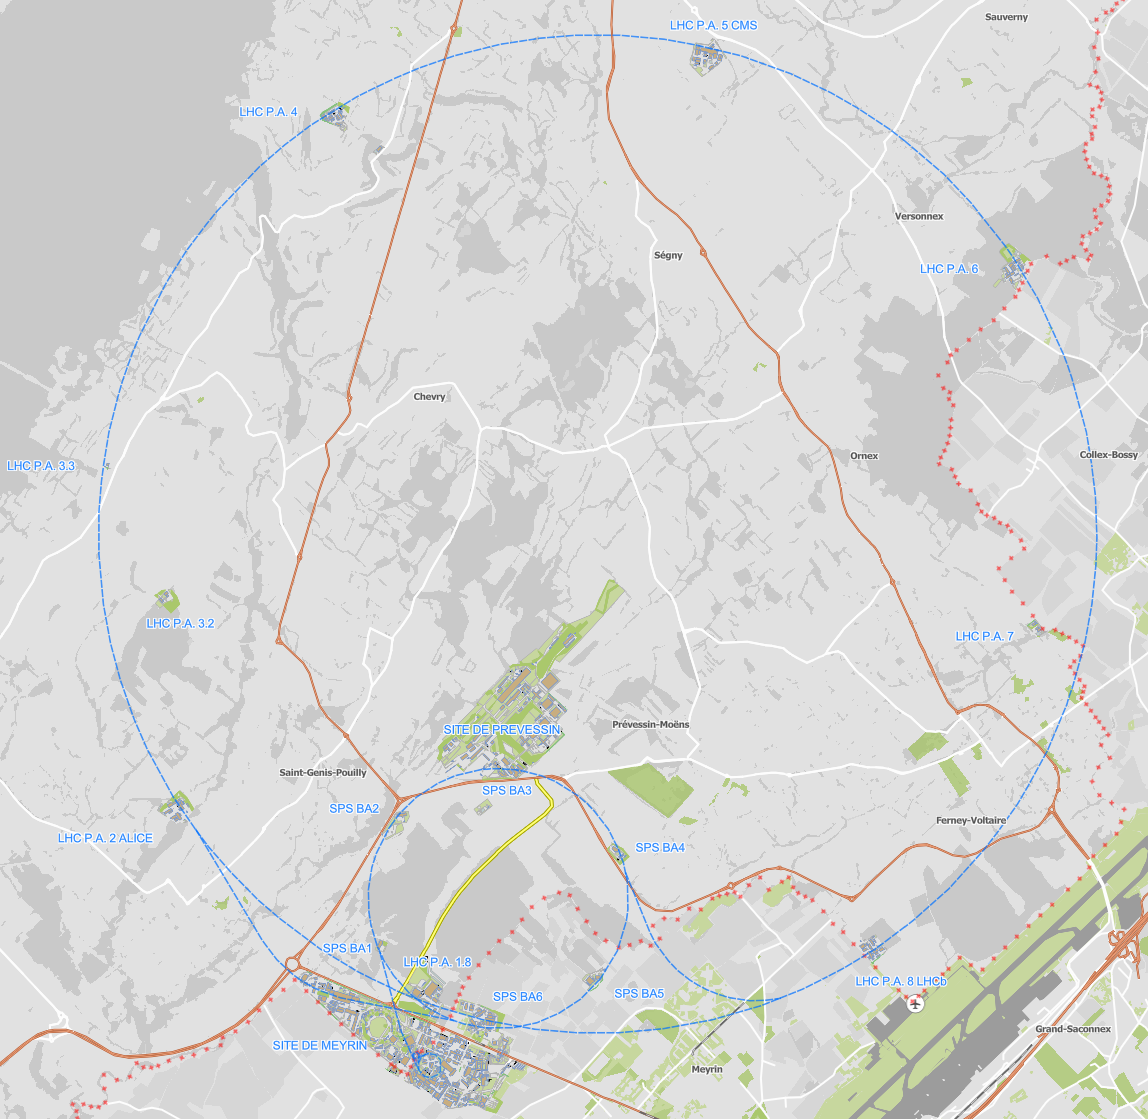 Sauverny
LHC P.A. 5 CMS
LHC P.A. 4
Versonnex
Ségny
LHC P.A. 6
Chevry
Collex-Bossy
Ornex
LHC P.A. 3.3
LHC P.A. 3.2
LHC P.A. 7
Prévessin-Moëns
SITE DE PREVESSIN
Saint-Genis-Pouilly
SPS BA3
SPS BA2
Ferney-Voltaire
LHC P.A. 2 ALICE
SPS BA4
SPS BA1
LHC P.A. 1.8
LHC P.A. 8 LHCb
SPS BA5
SPS BA6
Grand-Saconnex
SITE DE MEYRIN
Meyrin